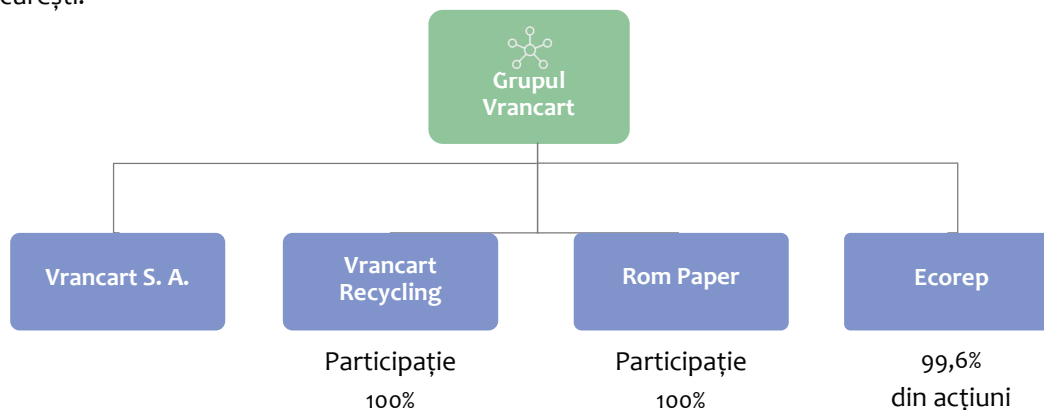 Grupul
Vrancart
Vrancart S. A.
Vrancart
Recycling
Rom Paper
Ecorep
Participație
100%
Participație
100%
99,6%
din acțiuni